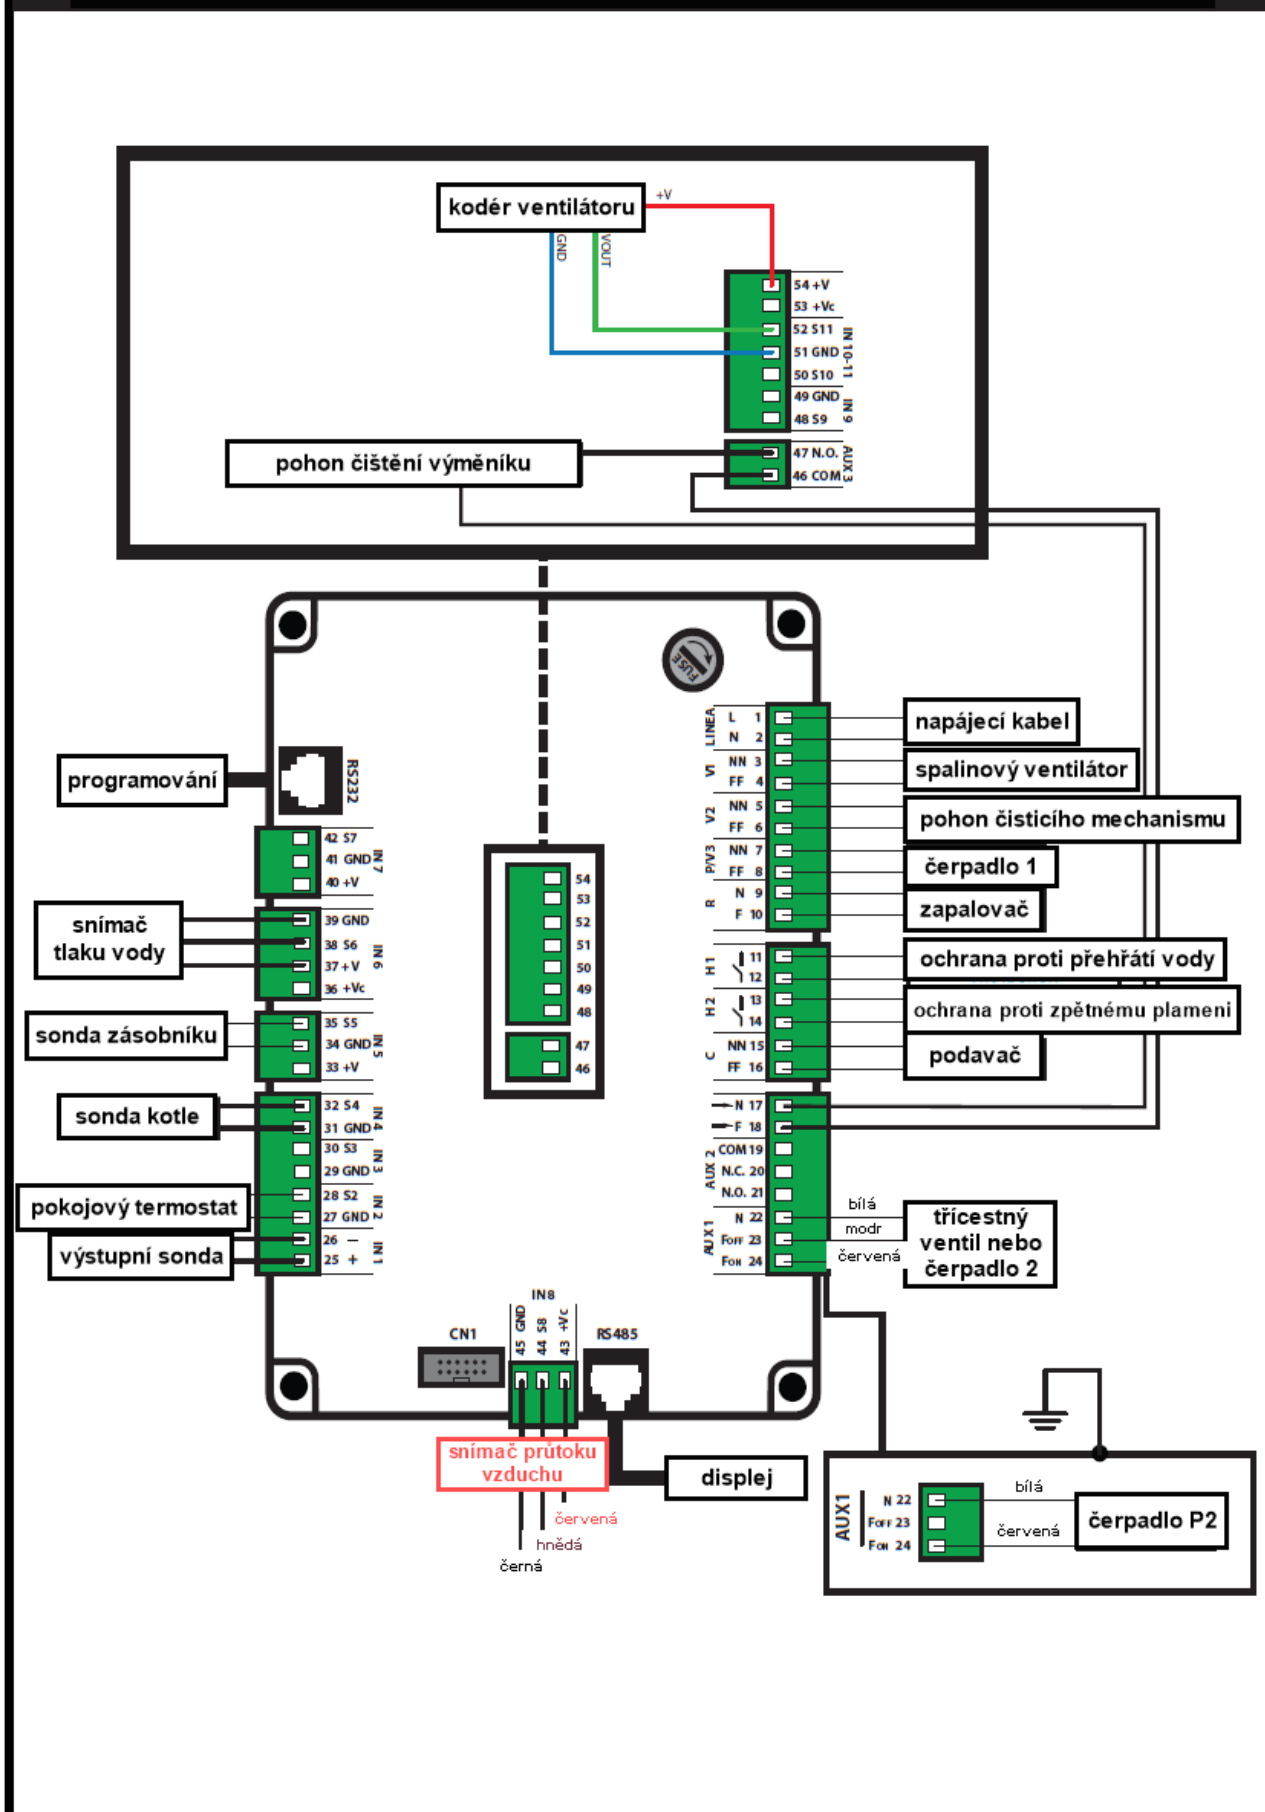 kodér ventilátoru
+V
GND
VOUT
54 +V
53 +Vc
52 S11
51 GND
50 S10
49 GND
48 S9
IN 10-11
IN 9
47 N.O.
46 COM
AUX 3
pohon čištění výměníku
FUSE
programování
RS232
42 S7
41 GND
40 +V
IN 7
snímač
tlaku vody
39 GND
38 S6
37 +V
36 +Vc
IN 6
sonda zásobníku
35 S5
34 GND
33 +V
IN 5
sonda kotle
32 S4
31 GND
IN 4
30 S3
29 GND
IN 3
pokojový termostat
28 S2
27 GND
IN 2
výstupní sonda
26 –
25 +
IN 1
54
53
52
51
50
49
48
47
46
LINEA
L 1
N 2
napájecí kabel
V1
NN 3
FF 4
spalinový ventilátor
V2
NN 5
FF 6
pohon čisticího mechanismu
P/V3
NN 7
FF 8
čerpadlo 1
R
N 9
F 10
zapalovač
H1
11
12
ochrana proti přehřátí vody
H2
13
14
ochrana proti zpětnému plameni
C
NN 15
FF 16
podavač
N 17
F 18
AUX 2
COM 19
N.C. 20
N.O. 21
AUX1
N 22
FOFF 23
FON 24
bílá
modr
červená
třícestný
ventil nebo
čerpadlo 2
CN1
IN8
45 GND
44 S8
43 +Vc
RS485
snímač průtoku
vzduchu
displej
červená
hnědá
černá
AUX1
N 22
FOFF 23
FON 24
bílá
červená
čerpadlo P2